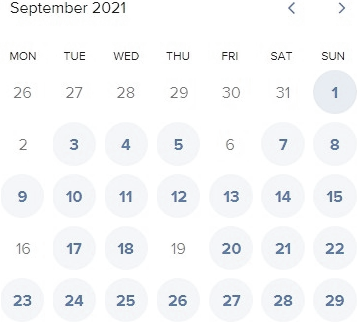 September 2021 < >
MON TUE WED THU FRI SAT SUN
26 27 28 29 30 31 1
2 3 4 5 6 7 8
9 10 11 12 13 14 15
16 17 18 19 20 21 22
23 24 25 26 27 28 29